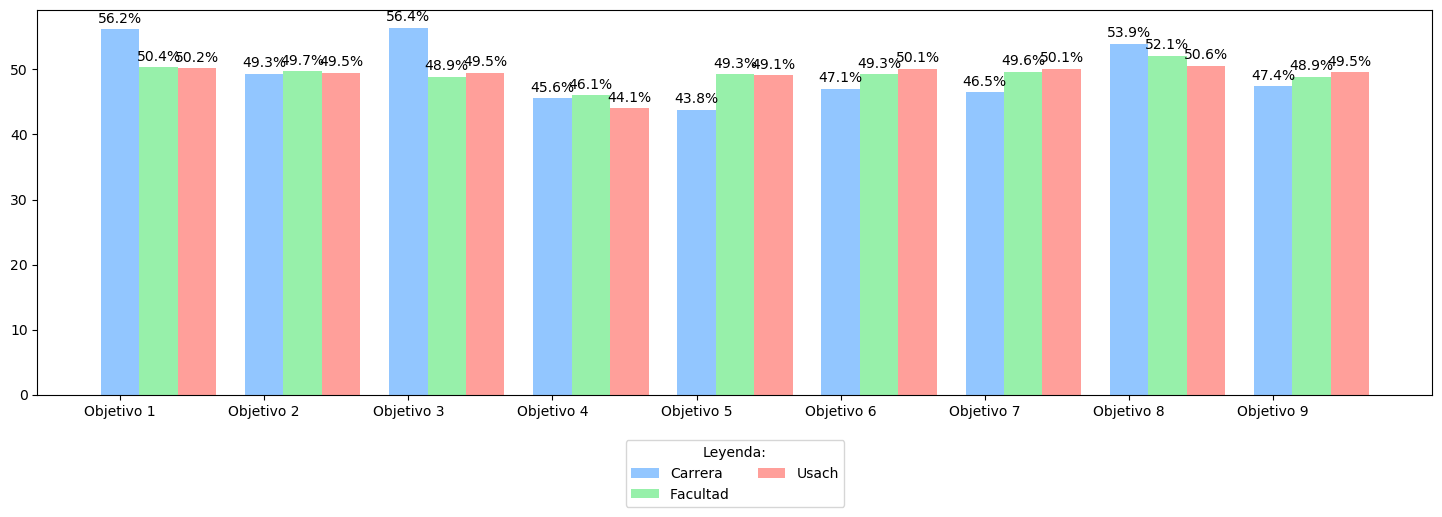 56.2% 50.4% 50.2% 49.3% 49.7% 49.5% 56.4% 48.9% 49.5% 45.6% 46.1% 44.1% 43.8% 49.3% 49.1% 47.1% 49.3% 50.1% 46.5% 49.6% 50.1% 53.9% 52.1% 50.6% 47.4% 48.9% 49.5%
50
40
30
20
10
0
Objetivo 1 Objetivo 2 Objetivo 3 Objetivo 4 Objetivo 5 Objetivo 6 Objetivo 7 Objetivo 8 Objetivo 9
Leyenda:
Carrera Usach
Facultad